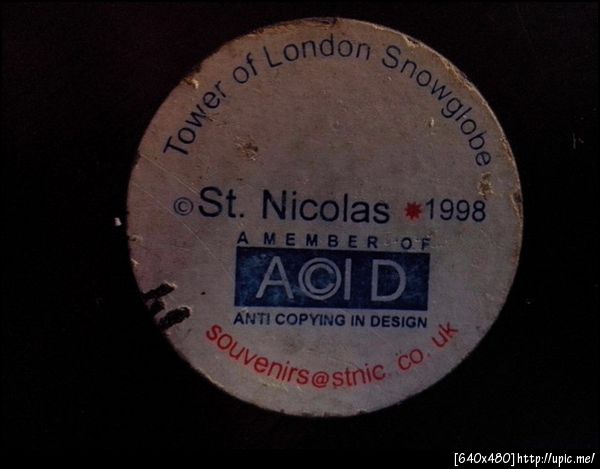 Tower of London Snowglobe
©St. Nicolas 1998
A MEMBER OF
A©ID
ANTI COPYING IN DESIGN
souvenirs@stnic.co.uk
[640x480]http://upic.me/